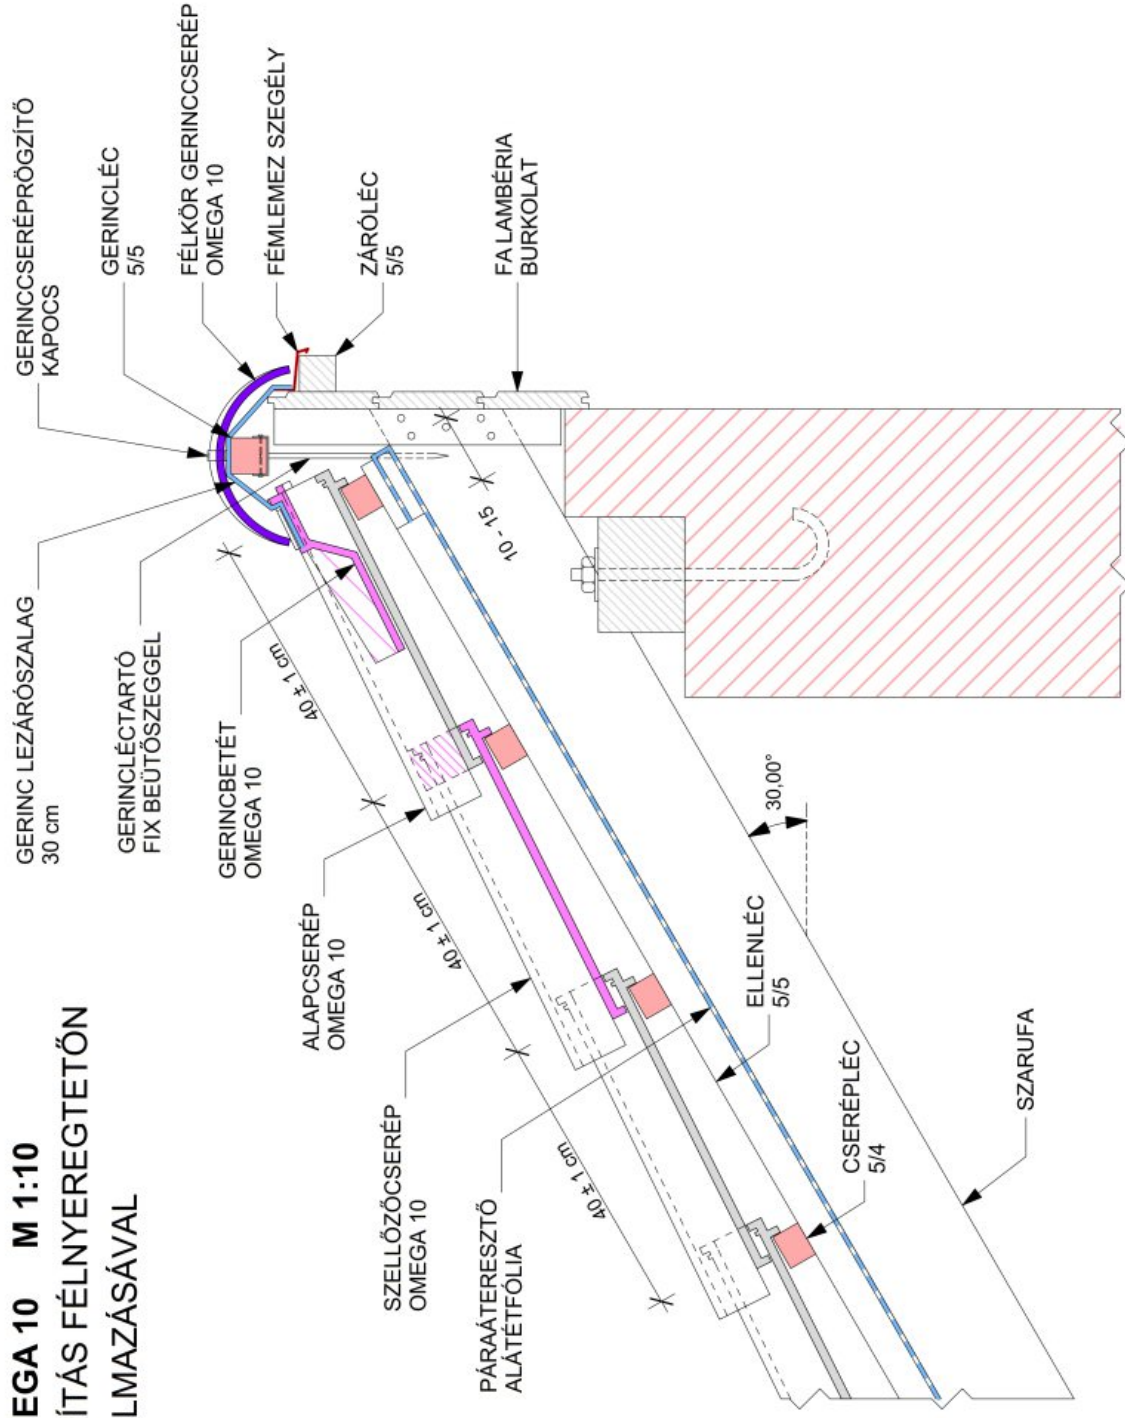 EGA 10 M 1:10
ÍTÁS FÉLNYEREGTETŐN
LMAZÁSÁVAL
GERINC LEZÁRÓSZALAG
30 cm
GERINCCSERÉPRÖGZÍTŐ
KAPOCS
GERINCLÉC
5/5
FÉLKÖR GERINCCSERÉP
OMEGA 10
FÉMLEMEZ SZEGÉLY
ZÁRÓLÉC
5/5
FA LAMBÉRIA
BURKOLAT
GERINCLÉCTARTÓ
FIX BEÜTŐSZEGGEL
GERINCBETÉT
OMEGA 10
ALAPCSERÉP
OMEGA 10
SZELLŐZŐCSERÉP
OMEGA 10
PÁRAÁTERESZTŐ
ALÁTÉTFÓLIA
40 ± 1 cm
40 ± 1 cm
40 ± 1 cm
10 - 15
30,00°
ELLENLÉC
5/5
CSERÉPLÉC
5/4
SZARUFA